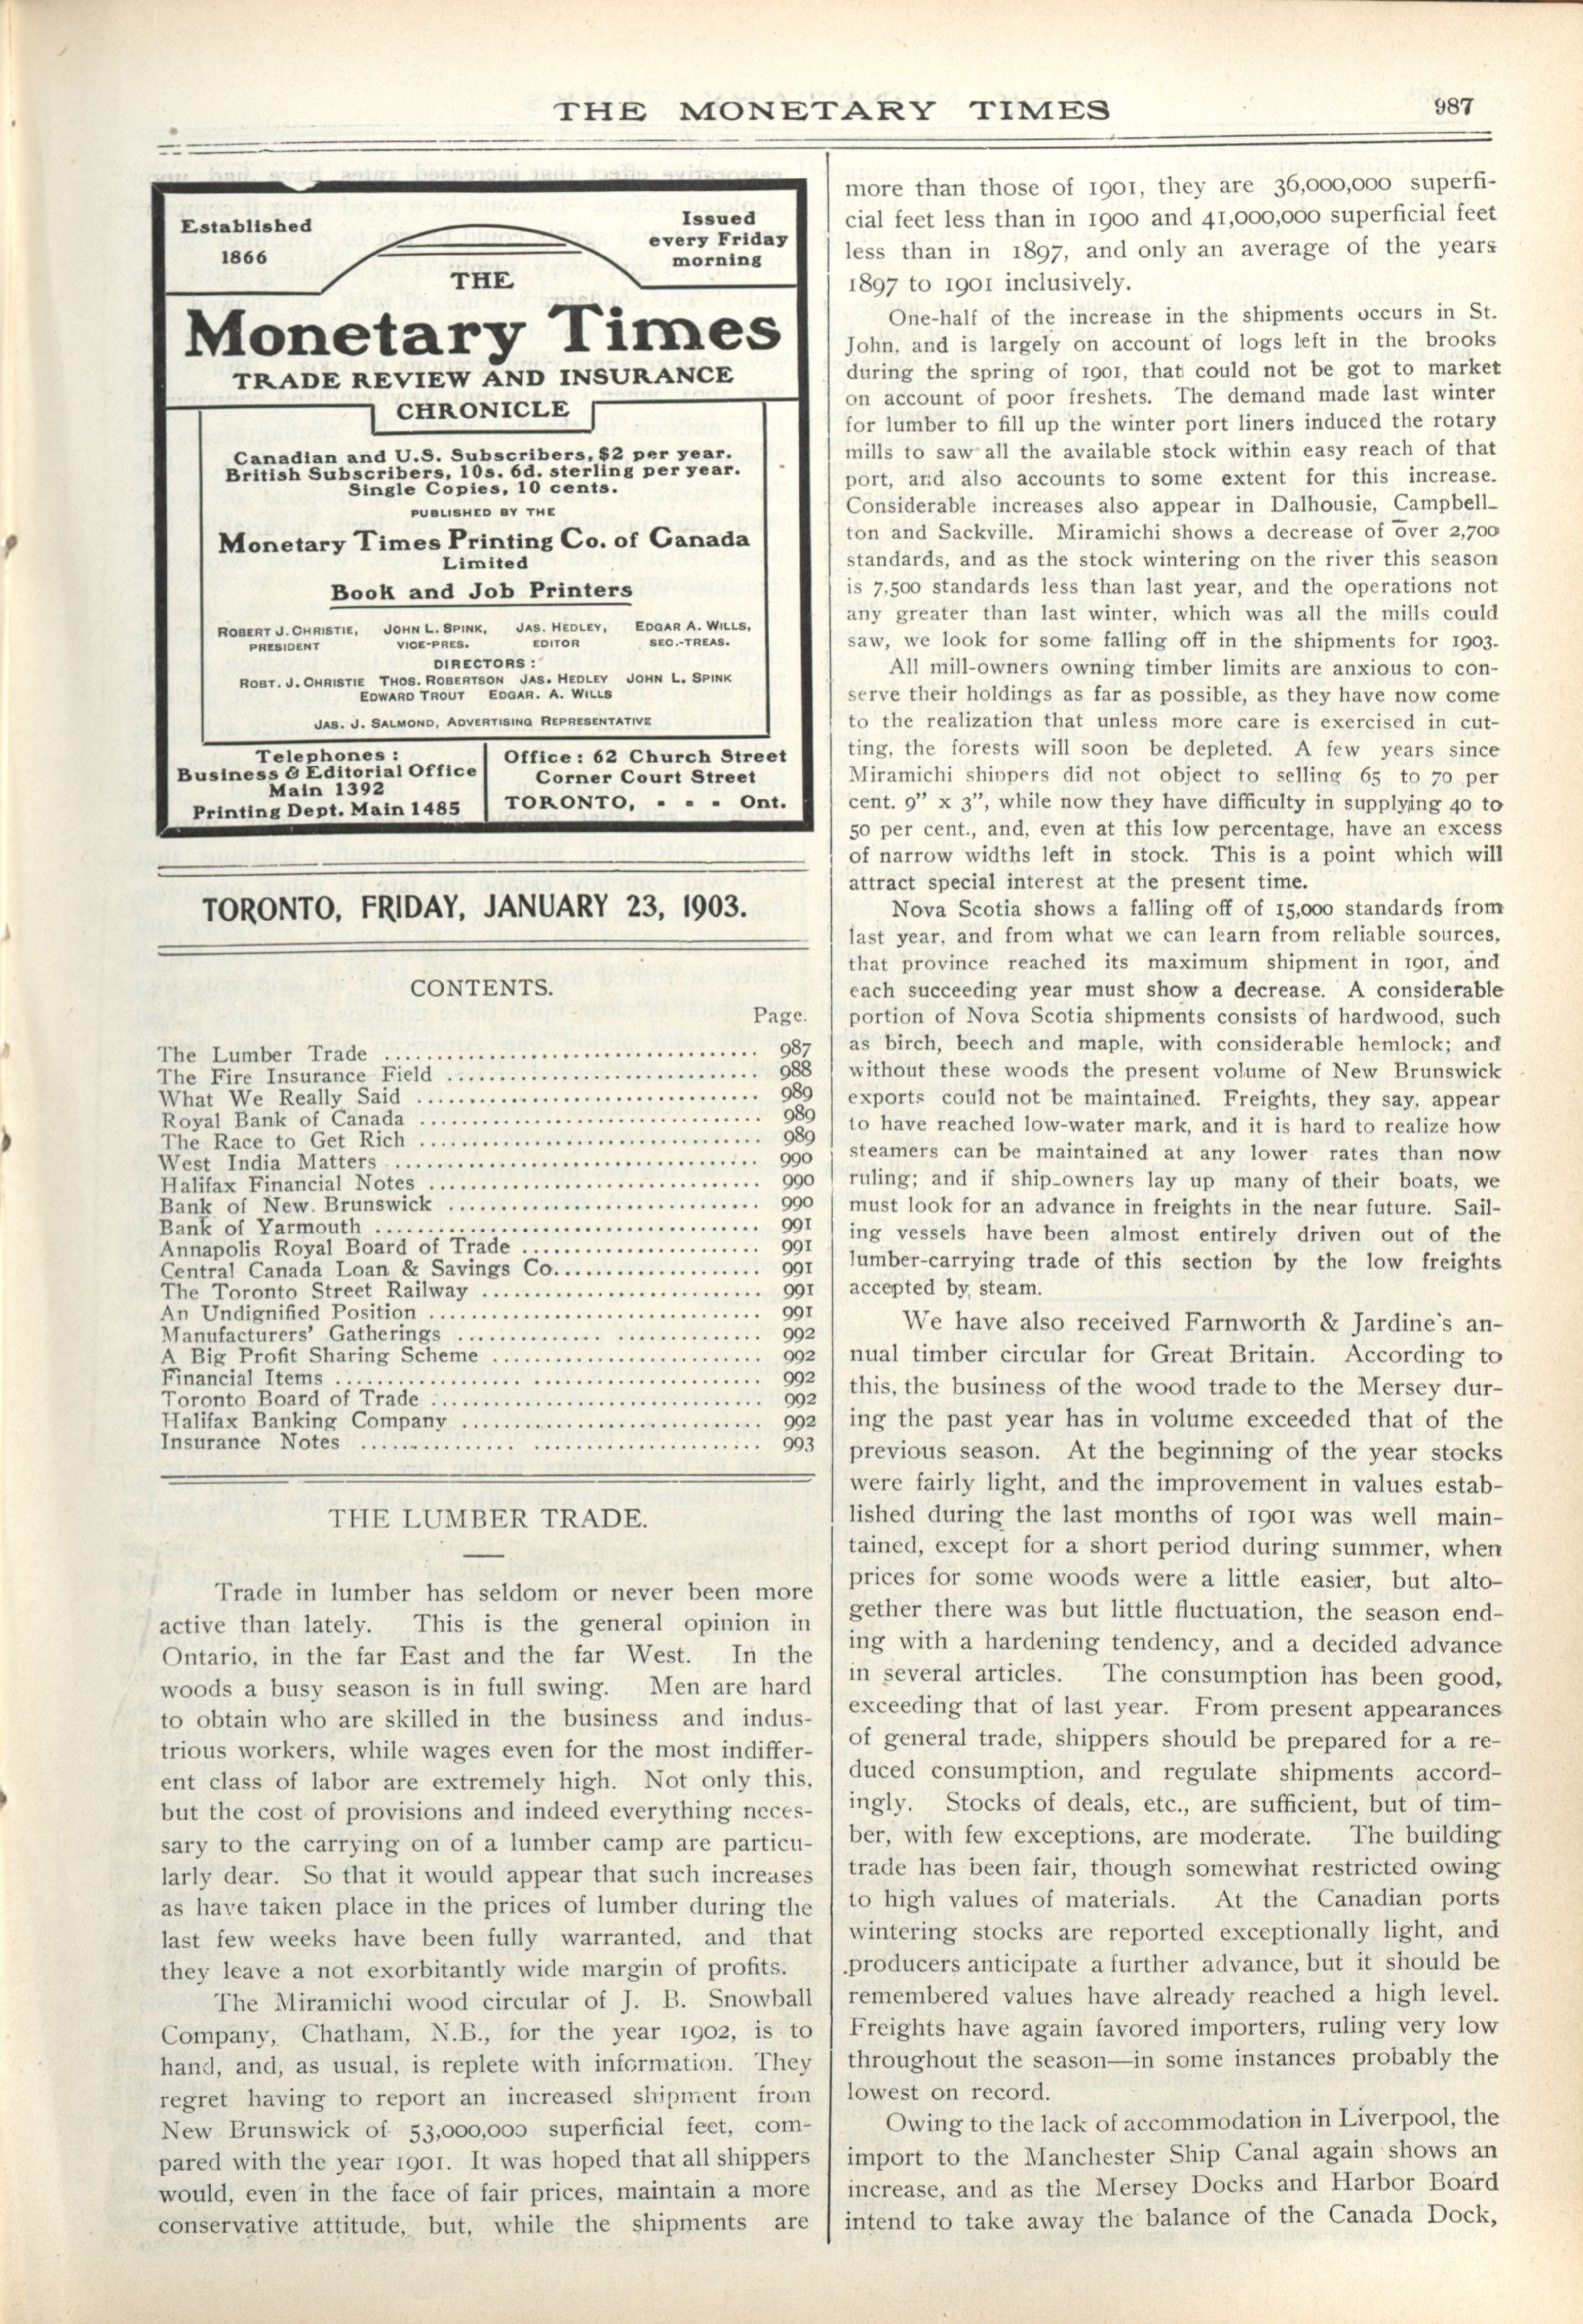 THE MONETARY TIMES
987
Established
1866
Issued
every Friday
morning
THE
Monetary Times
TRADE REVIEW AND INSURANCE
CHRONICLE
Canadian and U.S. Subscribers, $2 per year.
British Subscribers, 10s. 6d. sterling per year.
Single Copies, 10 cents.
PUBLISHED BY THE
Monetary Times Printing Co. of Canada
Limited
Book and Job Printers
ROBERT J. CHRISTIE, JOHN L. SPINK, JAS. HEDLEY, EDGAR A. WILLS,
PRESIDENT VICE-PRES. EDITOR SEC.-TREAS.
DIRECTORS:
ROBT. J. CHRISTIE THOS. ROBERTSON JAS. HEDLEY JOHN L. SPINK
EDWARD TROUT EDGAR. A. WILLS
JAS. J. SALMOND, ADVERTISING REPRESENTATIVE
Telephones:
Business & Editorial Office
Main 1392
Printing Dept. Main 1485
Office: 62 Church Street
Corner Court Street
TORONTO, - - - Ont.
TORONTO, FRIDAY, JANUARY 23, 1903.
CONTENTS.
Page.
The Lumber Trade .................................... 987
The Fire Insurance Field .............................. 988
What We Really Said ................................. 989
Royal Bank of Canada ................................. 989
The Race to Get Rich ................................. 989
West India Matters ................................... 990
Halifax Financial Notes ................................ 990
Bank of New. Brunswick .............................. 990
Bank of Yarmouth ..................................... 991
Annapolis Royal Board of Trade ....................... 991
Central Canada Loan & Savings Co.................... 991
The Toronto Street Railway ........................... 991
An Undignified Position ................................ 991
Manufacturers' Gatherings .............. .............. 992
A Big Profit Sharing Scheme .......................... 992
Financial Items .................. ...................... 992
Toronto Board of Trade ................................ 992
Halifax Banking Company ............................. 992
Insurance Notes ............... ...................... 993
THE LUMBER TRADE.
Trade in lumber has seldom or never been more
active than lately. This is the general opinion in
Ontario, in the far East and the far West. In the
woods a busy season is in full swing. Men are hard
to obtain who are skilled in the business and indus-
trious workers, while wages even for the most indiffer-
ent class of labor are extremely high. Not only this,
but the cost of provisions and indeed everything neces-
sary to the carrying on of a lumber camp are particu-
larly dear. So that it would appear that such increases
as have taken place in the prices of lumber during the
last few weeks have been fully warranted, and that
they leave a not exorbitantly wide margin of profits.
The Miramichi wood circular of J. B. Snowball
Company, Chatham, N.B., for the year 1902, is to
hand, and, as usual, is replete with information. They
regret having to report an increased shipment from
New Brunswick of 53,000,000 superficial feet, com-
pared with the year 1901. It was hoped that all shippers
would, even in the face of fair prices, maintain a more
conservative attitude, but, while the shipments are
more than those of 1901, they are 36,000,000 superfi-
cial feet less than in 1900 and 41,000,000 superficial feet
less than in 1897, and only an average of the years
1897 to 1901 inclusively.
One-half of the increase in the shipments occurs in St.
John, and is largely on account of logs left in the brooks
during the spring of 1901, that could not be got to market
on account of poor freshets. The demand made last winter
for lumber to fill up the winter port liners induced the rotary
mills to saw all the available stock within easy reach of that
port, and also accounts to some extent for this increase.
Considerable increases also appear in Dalhousie, Campbell-
ton and Sackville. Miramichi shows a decrease of over 2,700
standards, and as the stock wintering on the river this season
is 7,500 standards less than last year, and the operations not
any greater than last winter, which was all the mills could
saw, we look for some falling off in the shipments for 1903.
All mill-owners owning timber limits are anxious to con-
serve their holdings as far as possible, as they have now come
to the realization that unless more care is exercised in cut-
ting, the forests will soon be depleted. A few years since
Miramichi shippers did not object to selling 65 to 70 per
cent. 9" x 3", while now they have difficulty in supplying 40 to
50 per cent., and, even at this low percentage, have an excess
of narrow widths left in stock. This is a point which will
attract special interest at the present time.
Nova Scotia shows a falling off of 15,000 standards from
last year, and from what we can learn from reliable sources,
that province reached its maximum shipment in 1901, and
each succeeding year must show a decrease. A considerable
portion of Nova Scotia shipments consists of hardwood, such
as birch, beech and maple, with considerable hemlock; and
without these woods the present volume of New Brunswick
exports could not be maintained. Freights, they say, appear
to have reached low-water mark, and it is hard to realize how
steamers can be maintained at any lower rates than now
ruling; and if ship-owners lay up many of their boats, we
must look for an advance in freights in the near future. Sail-
ing vessels have been almost entirely driven out of the
lumber-carrying trade of this section by the low freights
accepted by steam.
We have also received Farnworth & Jardine's an-
nual timber circular for Great Britain. According to
this, the business of the wood trade to the Mersey dur-
ing the past year has in volume exceeded that of the
previous season. At the beginning of the year stocks
were fairly light, and the improvement in values estab-
lished during the last months of 1901 was well main-
tained, except for a short period during summer, when
prices for some woods were a little easier, but alto-
gether there was but little fluctuation, the season end-
ing with a hardening tendency, and a decided advance
in several articles. The consumption has been good,
exceeding that of last year. From present appearances
of general trade, shippers should be prepared for a re-
duced consumption, and regulate shipments accord-
ingly. Stocks of deals, etc., are sufficient, but of tim-
ber, with few exceptions, are moderate. The building
trade has been fair, though somewhat restricted owing
to high values of materials. At the Canadian ports
wintering stocks are reported exceptionally light, and
producers anticipate a further advance, but it should be
remembered values have already reached a high level.
Freights have again favored importers, ruling very low
throughout the season—in some instances probably the
lowest on record.
Owing to the lack of accommodation in Liverpool, the
import to the Manchester Ship Canal again shows an
increase, and as the Mersey Docks and Harbor Board
intend to take away the balance of the Canada Dock,